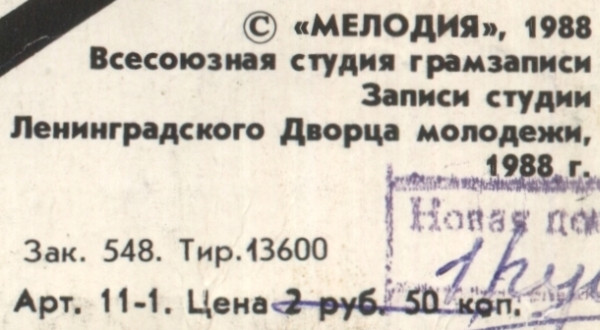 © «МЕЛОДИЯ», 1988
Всесоюзная студия грамзаписи
Записи студии
Ленинградского Дворца молодежи,
1988 г.
Новая
Зак. 548. Тир.13600
Арт. 11-1. Цена 2 руб. 50 коп.